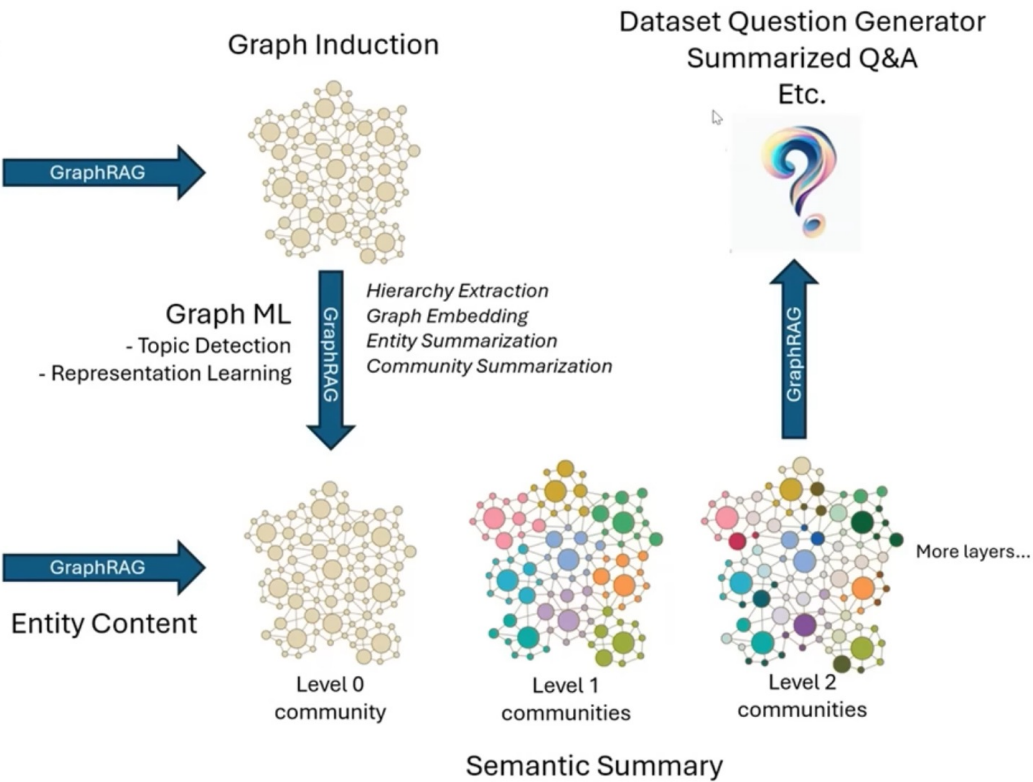 Graph Induction
Dataset Question Generator
Summarized Q&A
Etc.
GraphRAG
Graph ML
- Topic Detection
- Representation Learning
GraphRAG
Hierarchy Extraction
Graph Embedding
Entity Summarization
Community Summarization
GraphRAG
GraphRAG
Entity Content
More layers...
Level 0
community
Level 1
communities
Level 2
communities
Semantic Summary